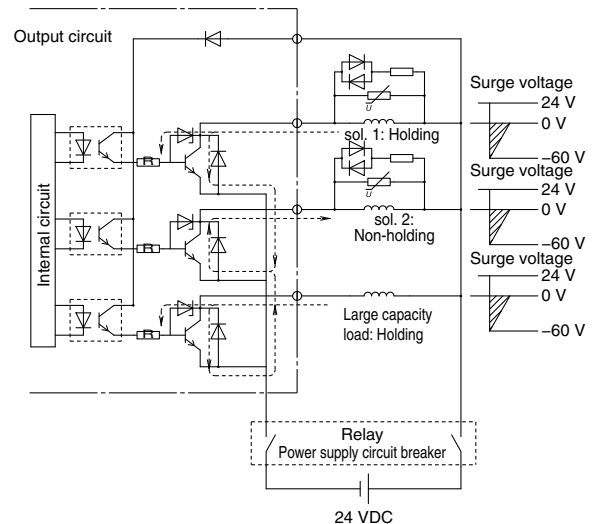 Output circuit
Internal circuit
R
R
R
U
sol. 1: Holding
U
sol. 2:
Non-holding
Large capacity
load: Holding
Surge voltage
24 V
0 V
–60 V
Surge voltage
24 V
0 V
–60 V
Surge voltage
24 V
0 V
–60 V
Relay
Power supply circuit breaker
24 VDC